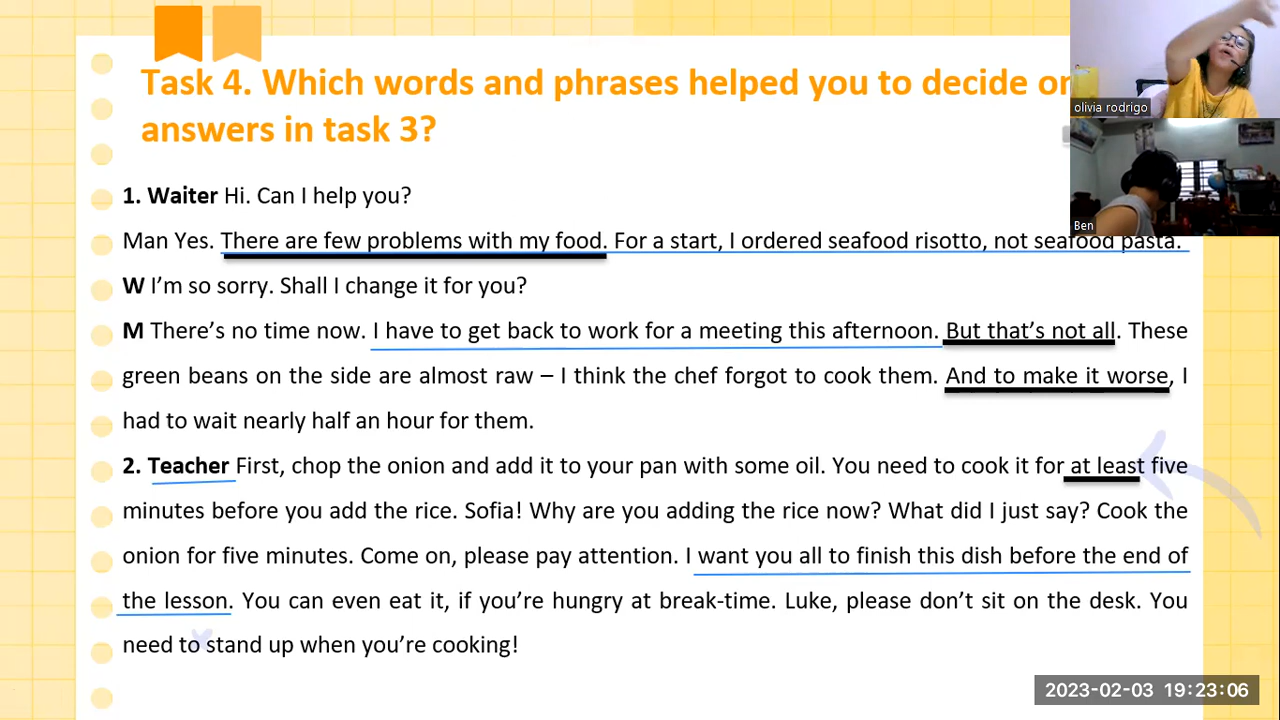 Task 4. Which words and phrases helped you to decide on
answers in task 3?
olivia rodrigo
Ben
1. Waiter Hi. Can I help you?
Man Yes. There are few problems with my food. For a start, I ordered seafood risotto, not seafood pasta.
W I’m so sorry. Shall I change it for you?
M There’s no time now. I have to get back to work for a meeting this afternoon. But that’s not all. These
green beans on the side are almost raw – I think the chef forgot to cook them. And to make it worse, I
had to wait nearly half an hour for them.
2. Teacher First, chop the onion and add it to your pan with some oil. You need to cook it for at least five
minutes before you add the rice. Sofia! Why are you adding the rice now? What did I just say? Cook the
onion for five minutes. Come on, please pay attention. I want you all to finish this dish before the end of
the lesson. You can even eat it, if you’re hungry at break-time. Luke, please don’t sit on the desk. You
need to stand up when you’re cooking!
2023-02-03 19:23:06